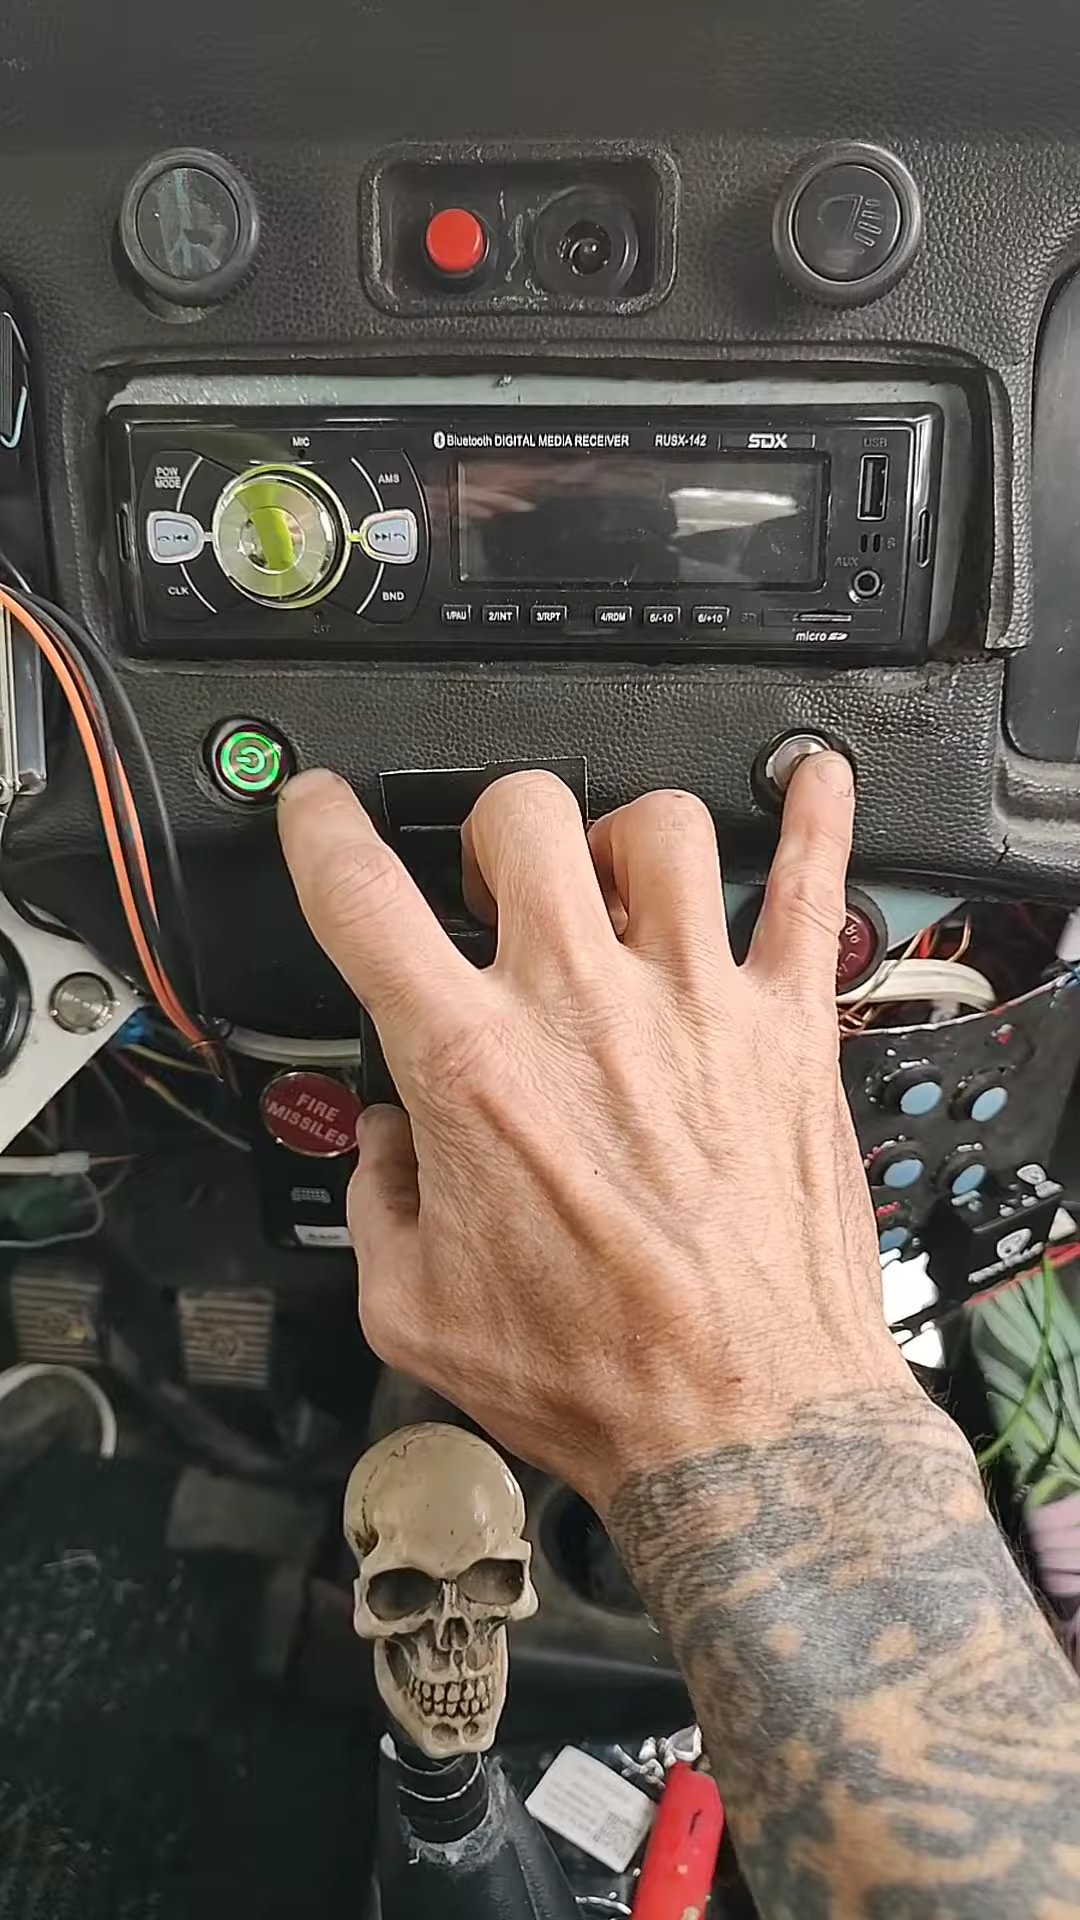 MIC
Bluetooth DIGITAL MEDIA RECEIVER RUSX-142 SDX
USB
POW
MODE
AMS
CLK
BND
AUX
1/PAU 2/INT 3/RPT 4/RDM 5/-10 6/+10
micro
FIRE
MISSILES